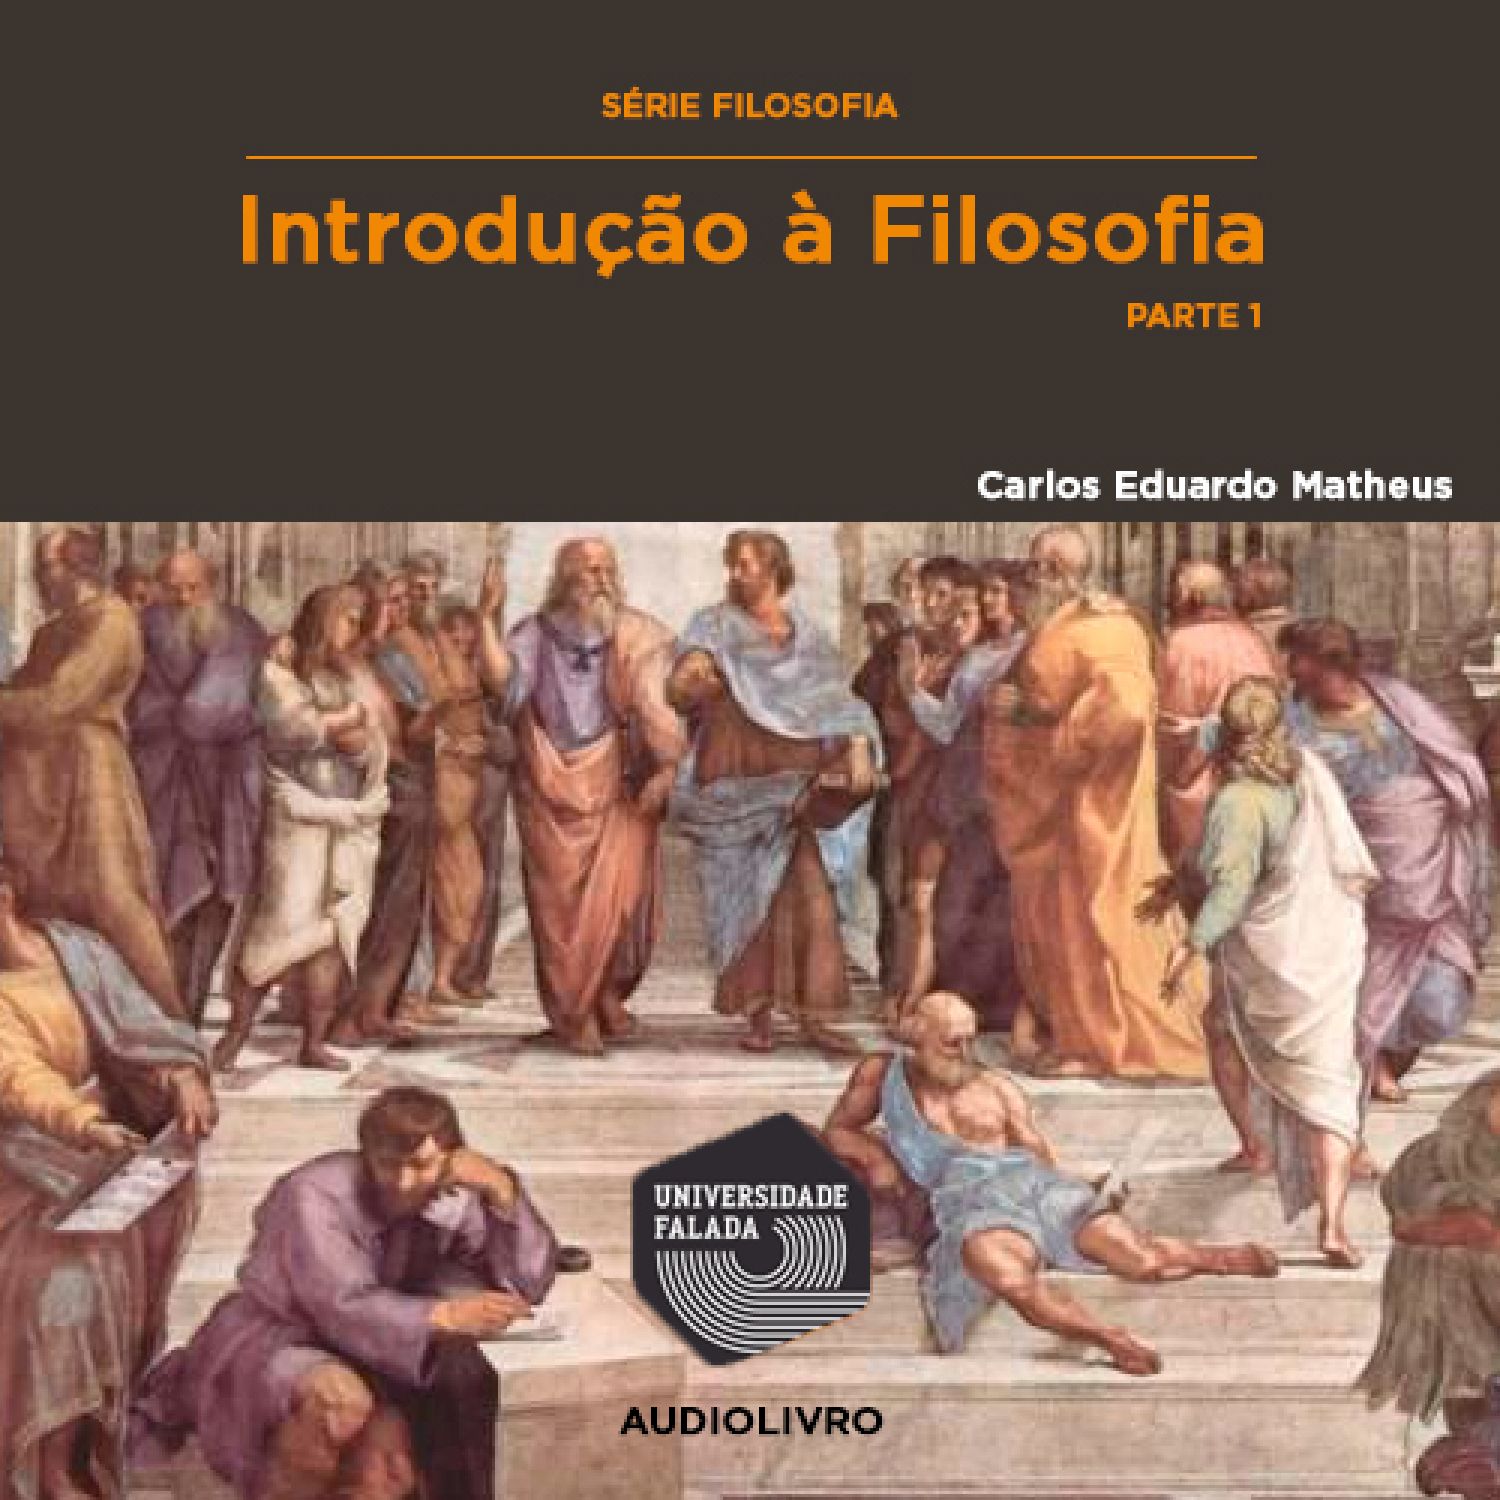 SÉRIE FILOSOFIA
Introdução à Filosofia
PARTE 1
Carlos Eduardo Matheus
UNIVERSIDADE
FALADA
AUDIOLIVRO